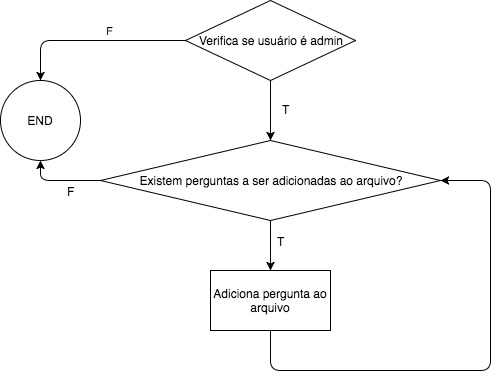 F
Verifica se usuário é admin
END
T
Existem perguntas a ser adicionadas ao arquivo?
F
T
Adiciona pergunta ao
arquivo